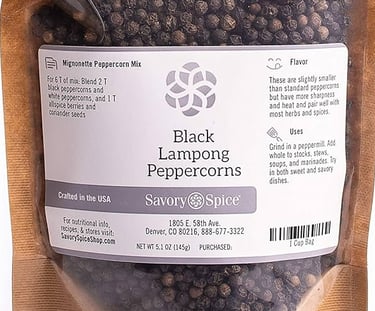 Mignonette Peppercorn Mix
For 6 T of mix: Blend 2 T
black peppercorns and
white peppercorns, and 1 T
allspice berries and
coriander seeds
Crafted in the USA
For nutritional info,
recipes, & stores visit:
SavorySpiceShop.com
Black
Lampong
Peppercorns
Savory Spice®
1805 E. 58th Ave.
Denver, CO 80216, 888-677-3322
NET WT 5.1 OZ (145g) PURCHASED:
Flavor
These are slightly smaller
than standard peppercorns
but have more sharpness
and heat and pair well with
most herbs and spices.
Uses
Grind in a peppermill. Add
whole to stocks, stews,
soups, and marinades. Try
in both sweet and savory
dishes.
1 Cup Bag